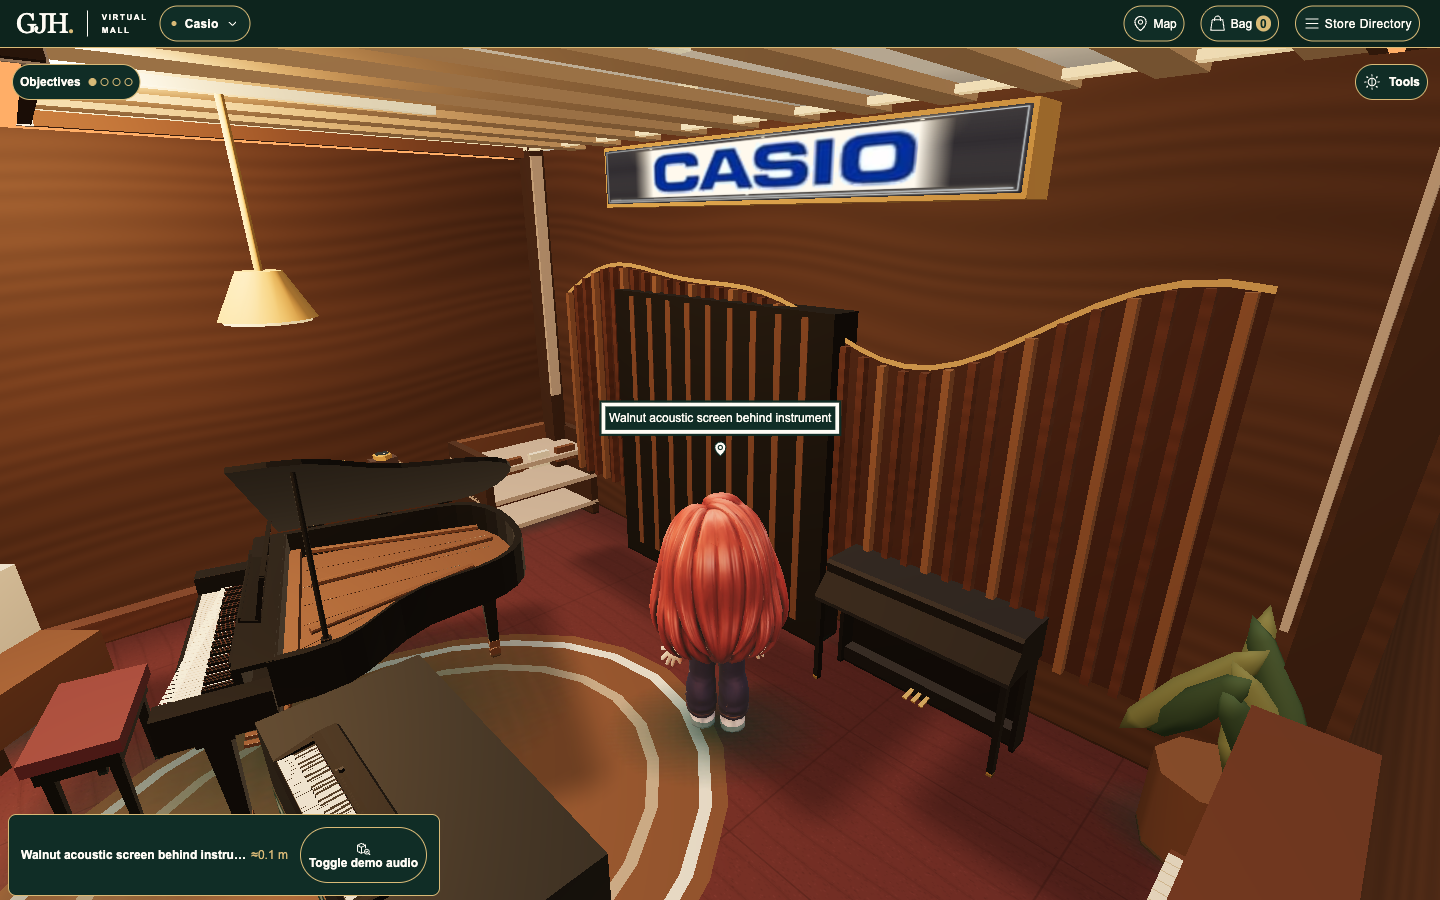 GJH.
VIRTUAL
MALL
Casio
Map
Bag 0
Store Directory
Objectives
Tools
CASIO
Walnut acoustic screen behind instrument
Walnut acoustic screen behind instru... ≈0.1 m
Toggle demo audio